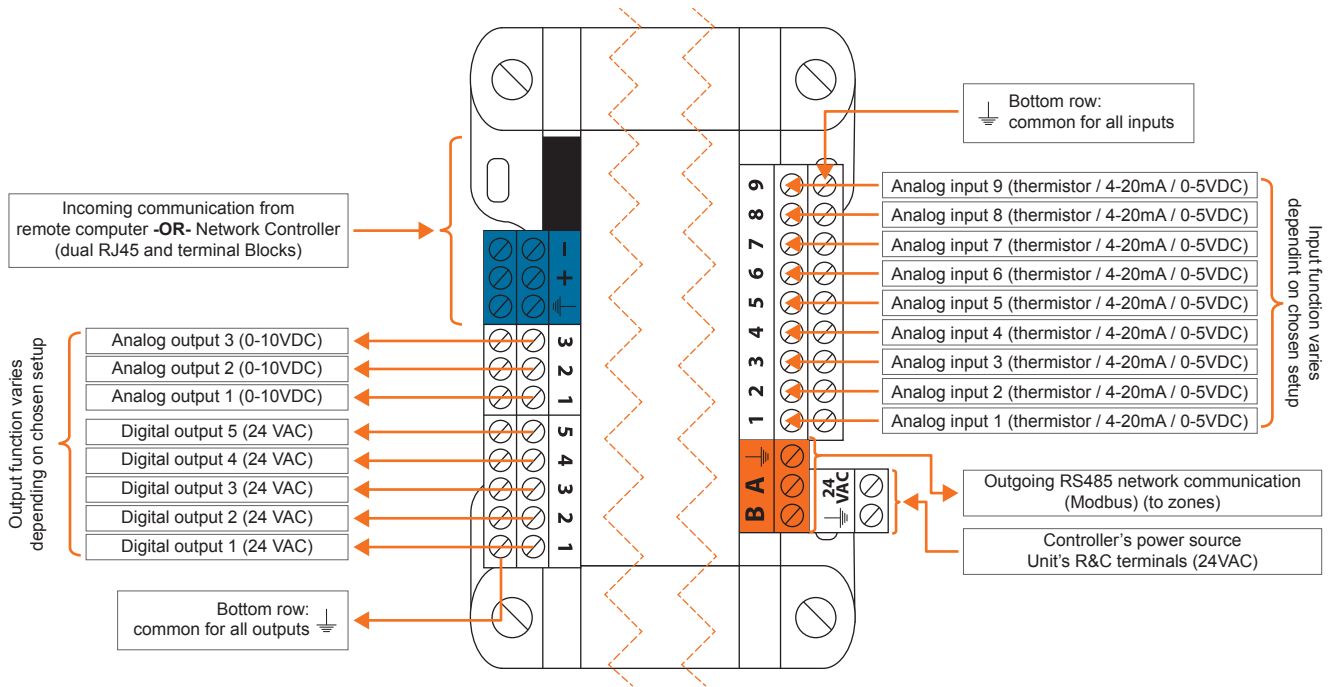 Bottom row:
common for all inputs
Incoming communication from
remote computer -OR- Network Controller
(dual RJ45 and terminal Blocks)
Output function varies
depending on chosen setup
Analog output 3 (0-10VDC)
Analog output 2 (0-10VDC)
Analog output 1 (0-10VDC)
Digital output 5 (24 VAC)
Digital output 4 (24 VAC)
Digital output 3 (24 VAC)
Digital output 2 (24 VAC)
Digital output 1 (24 VAC)
Bottom row:
common for all outputs
-
+
3
2
1
5
4
3
2
1
9
8
7
6
5
4
3
2
1
A
B
24
VAC
Analog input 9 (thermistor / 4-20mA / 0-5VDC)
Analog input 8 (thermistor / 4-20mA / 0-5VDC)
Analog input 7 (thermistor / 4-20mA / 0-5VDC)
Analog input 6 (thermistor / 4-20mA / 0-5VDC)
Analog input 5 (thermistor / 4-20mA / 0-5VDC)
Analog input 4 (thermistor / 4-20mA / 0-5VDC)
Analog input 3 (thermistor / 4-20mA / 0-5VDC)
Analog input 2 (thermistor / 4-20mA / 0-5VDC)
Analog input 1 (thermistor / 4-20mA / 0-5VDC)
Input function varies
dependint on chosen setup
Outgoing RS485 network communication
(Modbus) (to zones)
Controller's power source
Unit's R&C terminals (24VAC)